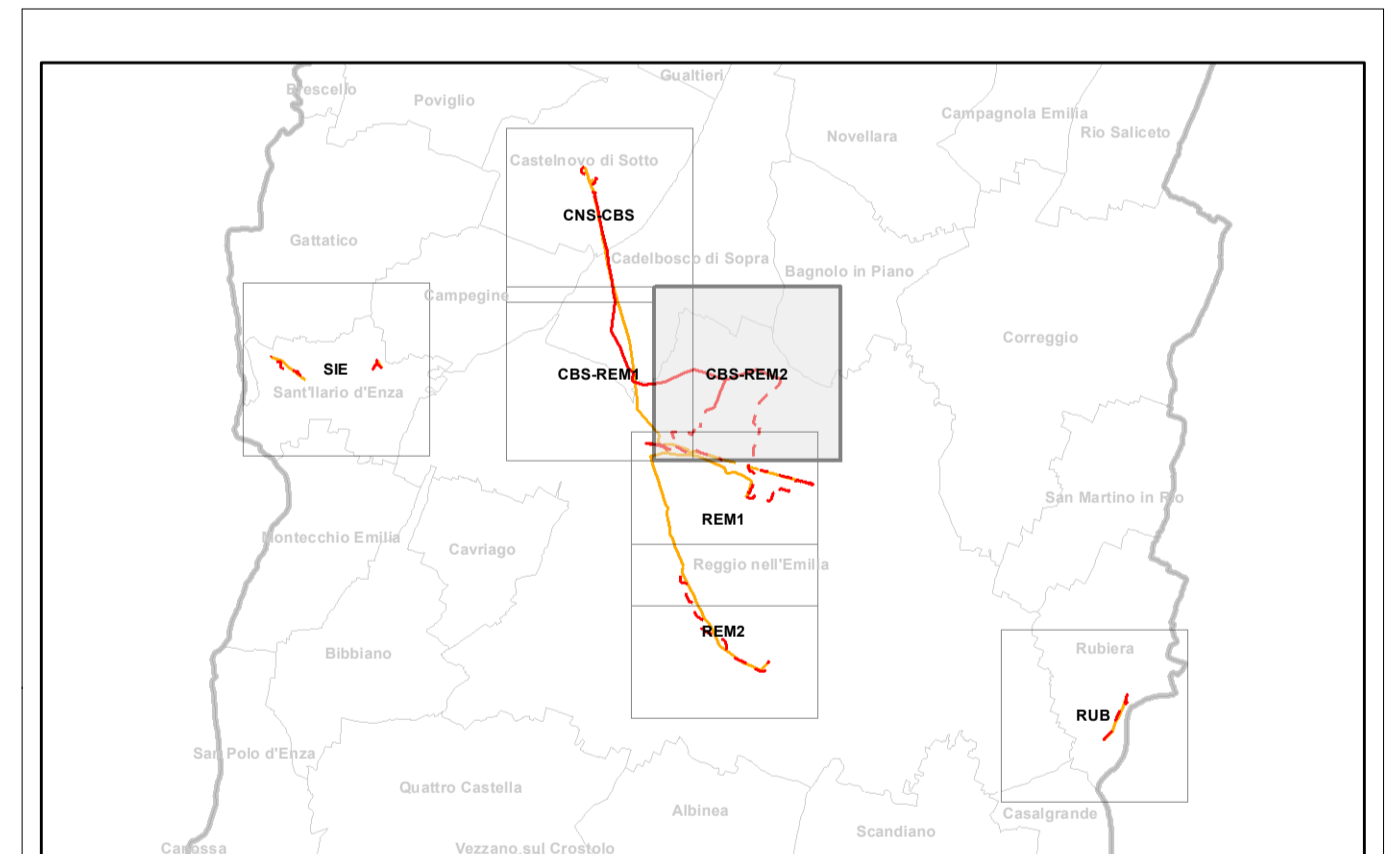 Gualtieri
Brescello
Poviglio
Campagnola Emilia
Novellara
Rio Saliceto
Castelnovo di Sotto
CNS-CBS
Gattatico
Cadelbosco di Sopra
Bagnolo in Piano
Campegine
Correggio
SIE
CBS-REM1
CBS-REM2
Sant'Ilario d'Enza
San Martino in Rio
REM1
Montecchio Emilia
Cavriago
Reggio nell'Emilia
REM2
Bibbiano
Rubiera
RUB
San Polo d'Enza
Quattro Castella
Albinea
Casalgrande
Scandiano
Canossa
Vezzano sul Crostolo